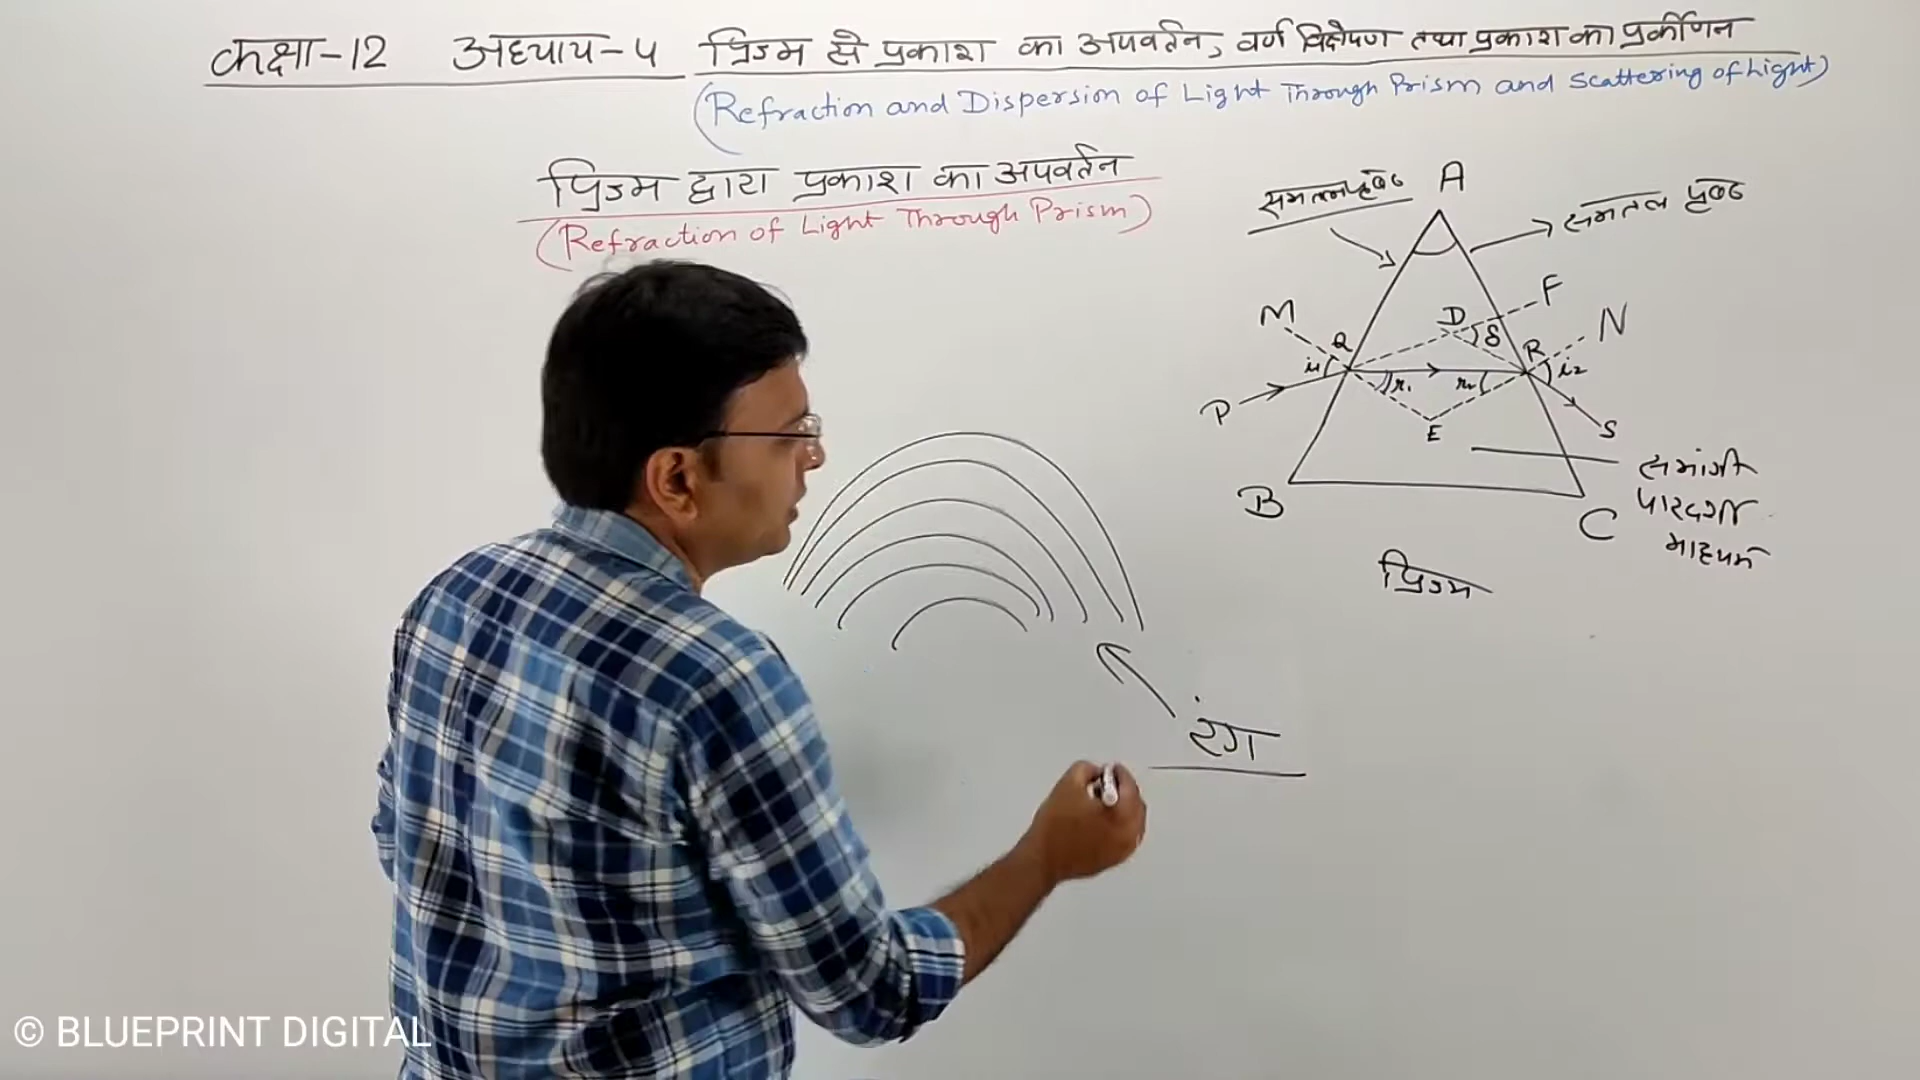 कक्षा-12 अध्याय-५ प्रिज्म से प्रकाश का अपवर्तन, वर्ण विक्षेपण तथा प्रकाश का प्रकीर्णन
(Refraction and Dispersion of Light Through Prism and Scattering of Light)
प्रिज्म द्वारा प्रकाश का अपवर्तन
(Refraction of Light Through Prism)
समतल पृष्ठ
A
समतल पृष्ठ
M
Q
D
δ
F
R
N
i1
r1
r2
i2
P
E
S
B
C
समांगी
पारदर्शी
माध्यम
प्रिज्म
रंग
© BLUEPRINT DIGITAL